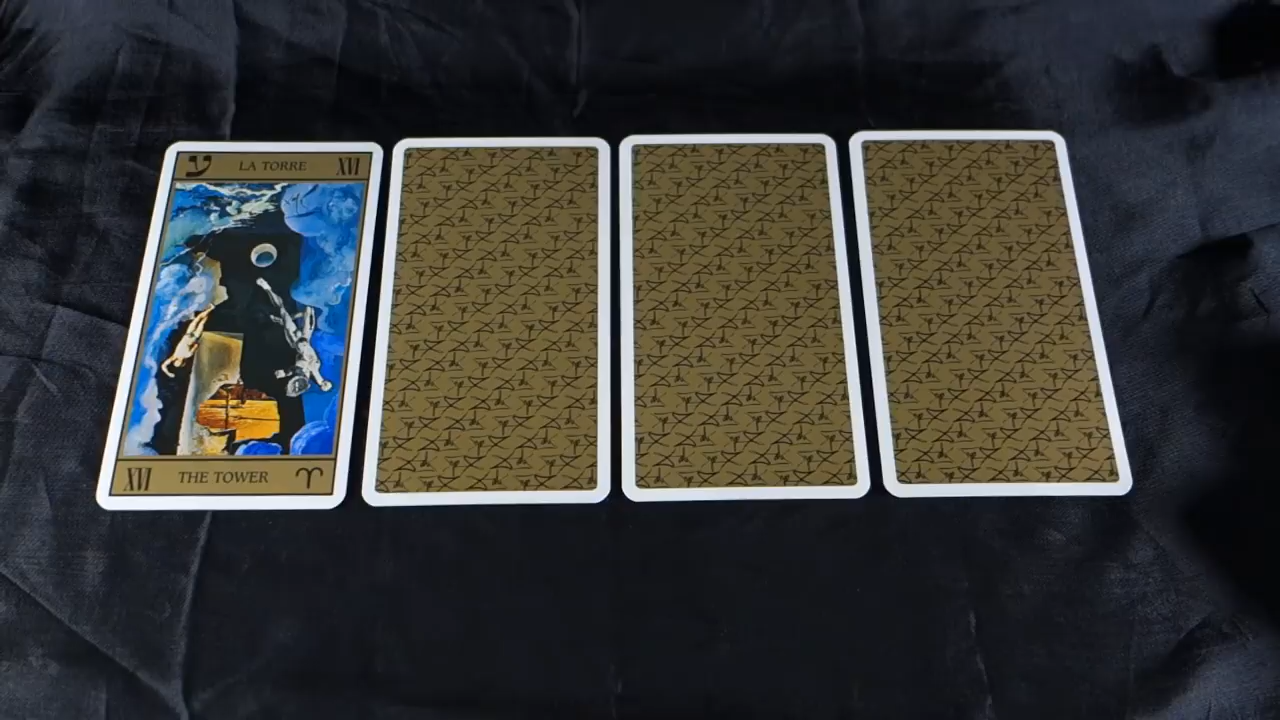 ע LA TORRE XVI
XVI THE TOWER ♈